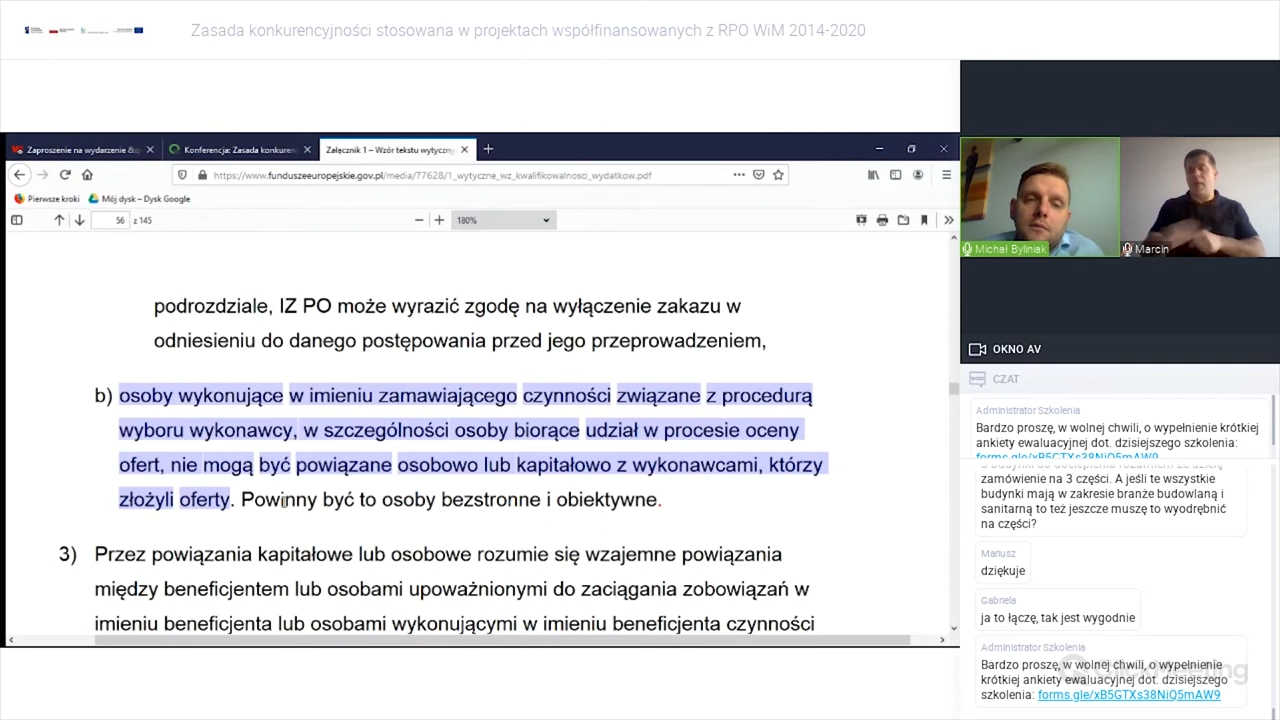 Zasada konkurencyjności stosowana w projektach współfinansowanych z RPO WiM 2014-2020
Zaproszenie na wydarzenie
Konferencja: Zasada konkuren
Załącznik 1 – Wzór tekstu wytyczny
https://www.funduszeeuropejskie.gov.pl/media/77628/1_wytyczne_wz_kwalifikowalnosci_wydatkow.pdf
Pierwsze kroki
Mój dysk – Dysk Google
56 z 145
180%
podrozdziale, IZ PO może wyrazić zgodę na wyłączenie zakazu w
odniesieniu do danego postępowania przed jego przeprowadzeniem,
b) osoby wykonujące w imieniu zamawiającego czynności związane z procedurą
wyboru wykonawcy, w szczególności osoby biorące udział w procesie oceny
ofert, nie mogą być powiązane osobowo lub kapitałowo z wykonawcami, którzy
złożyli oferty. Powinny być to osoby bezstronne i obiektywne.
3) Przez powiązania kapitałowe lub osobowe rozumie się wzajemne powiązania
między beneficjentem lub osobami upoważnionymi do zaciągania zobowiązań w
imieniu beneficjenta lub osobami wykonującymi w imieniu beneficjenta czynności
Michał Byliniak
Marcin
OKNO AV
CZAT
Administrator Szkolenia
Bardzo proszę, w wolnej chwili, o wypełnienie krótkiej
ankiety ewaluacyjnej dot. dzisiejszego szkolenia:
forms.gle/xB5GTXs38NiQ5mAW9
zamówienie na 3 części. A jeśli te wszystkie
budynki mają w zakresie branże budowlaną i
sanitarną to też jeszcze muszę to wyodrębnić
na części?
Mariusz
dziękuje
Gabriela
ja to łączę, tak jest wygodnie
Administrator Szkolenia
Bardzo proszę, w wolnej chwili, o wypełnienie
krótkiej ankiety ewaluacyjnej dot. dzisiejszego
szkolenia: forms.gle/xB5GTXs38NiQ5mAW9
ClickMeeting